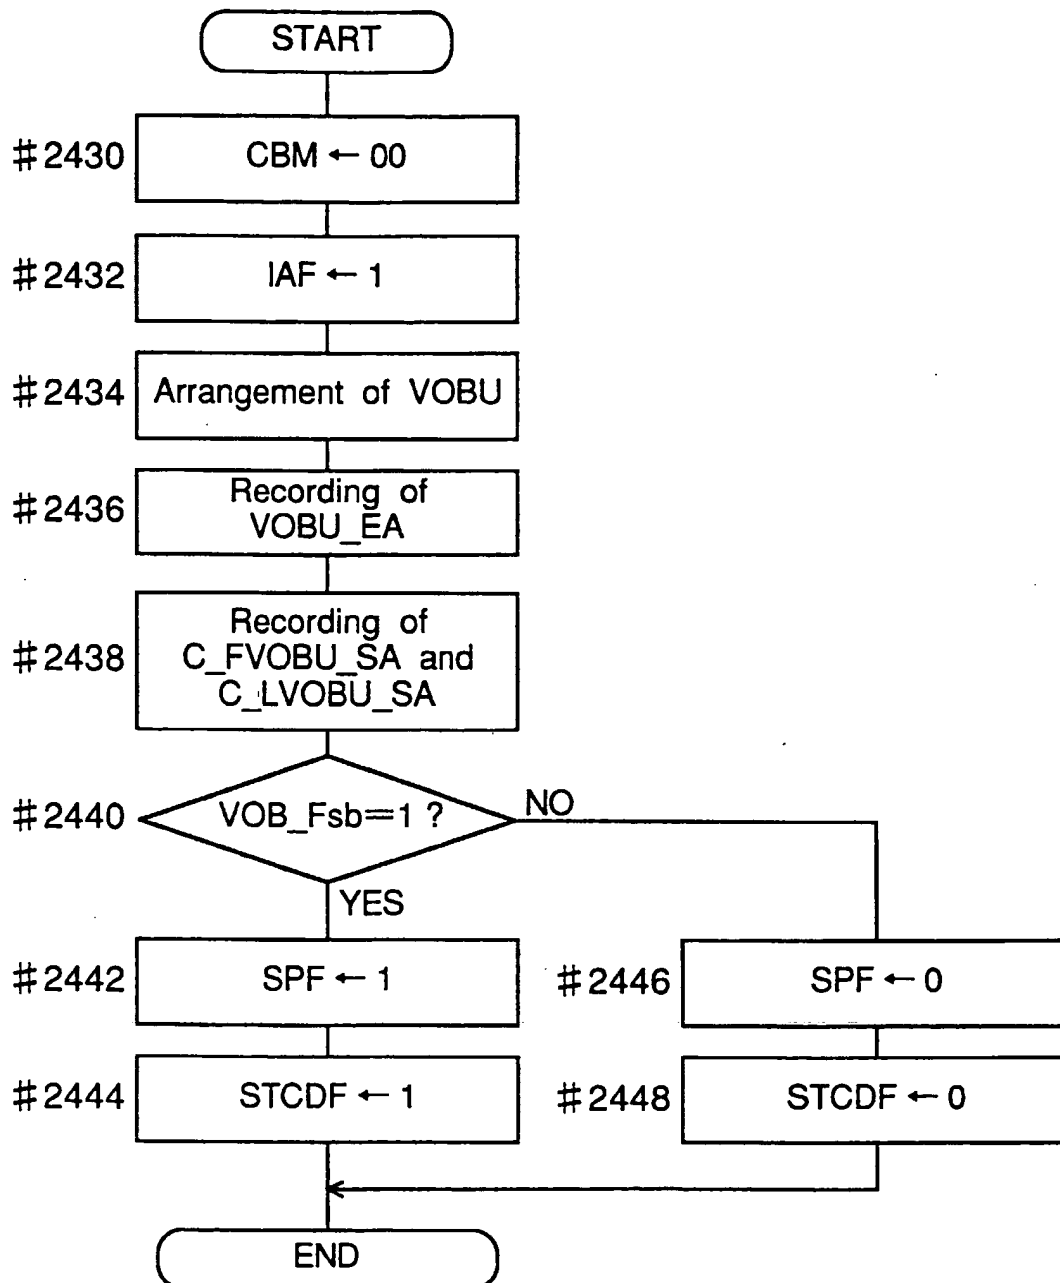 START
#2430
CBM ← 00
#2432
IAF ← 1
#2434
Arrangement of VOBU
#2436
Recording of
VOBU_EA
#2438
Recording of
C_FVOBU_SA and
C_LVOBU_SA
#2440
VOB_Fsb=1 ?
NO
YES
#2442
SPF ← 1
#2446
SPF ← 0
#2444
STCDF ← 1
#2448
STCDF ← 0
END